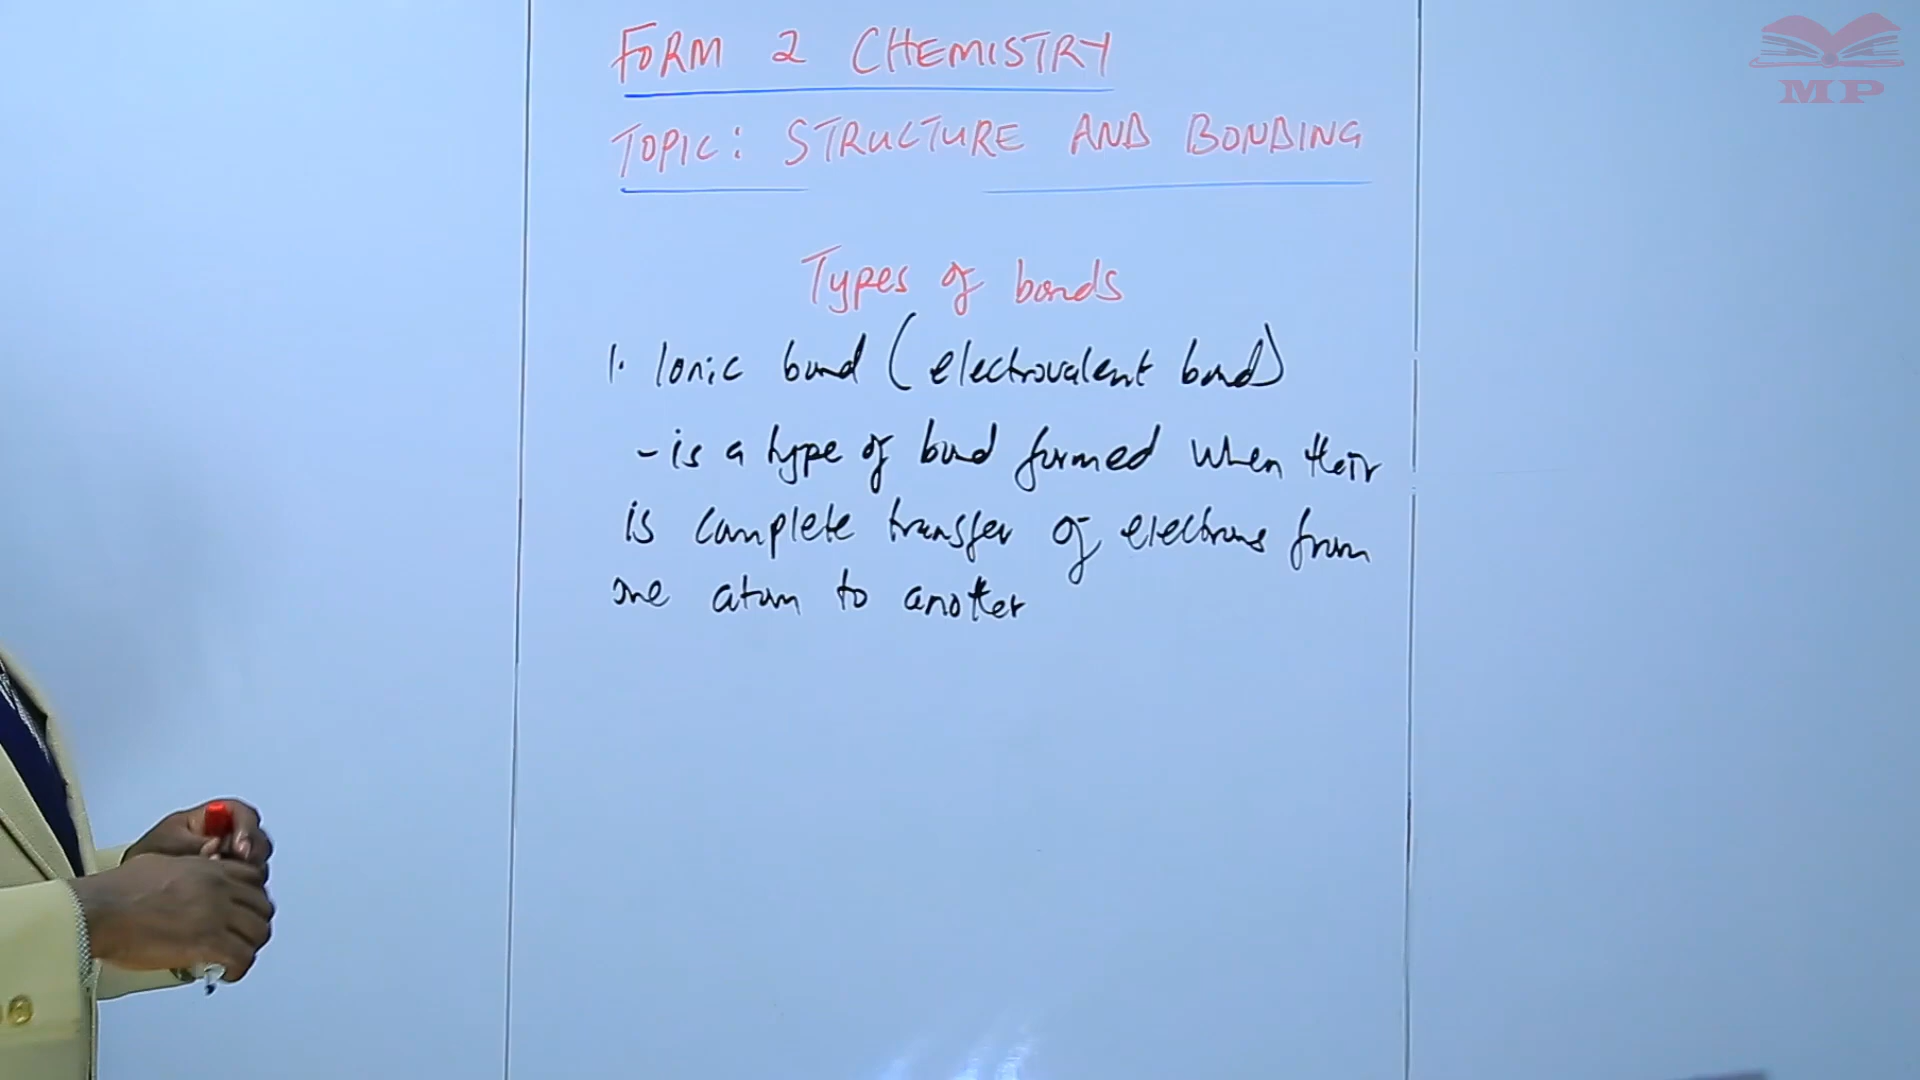 FORM 2 CHEMISTRY
TOPIC: STRUCTURE AND BONDING
Types of bonds
1. Ionic bond (electrovalent bond)
- is a type of bond formed when their
is complete transfer of electrons from
one atom to another
MP